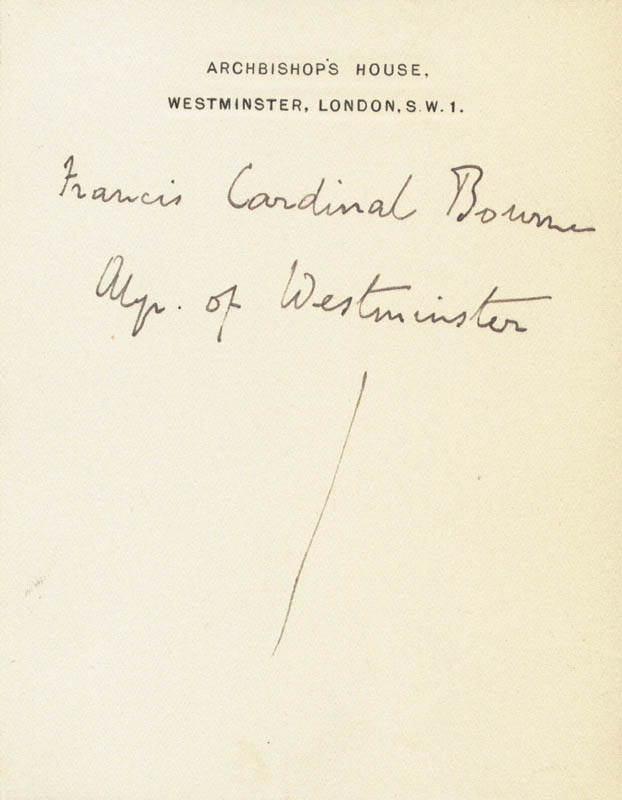 ARCHBISHOP'S HOUSE,
WESTMINSTER, LONDON, S.W.1.
Francis Cardinal Bourne
Abp. of Westminster